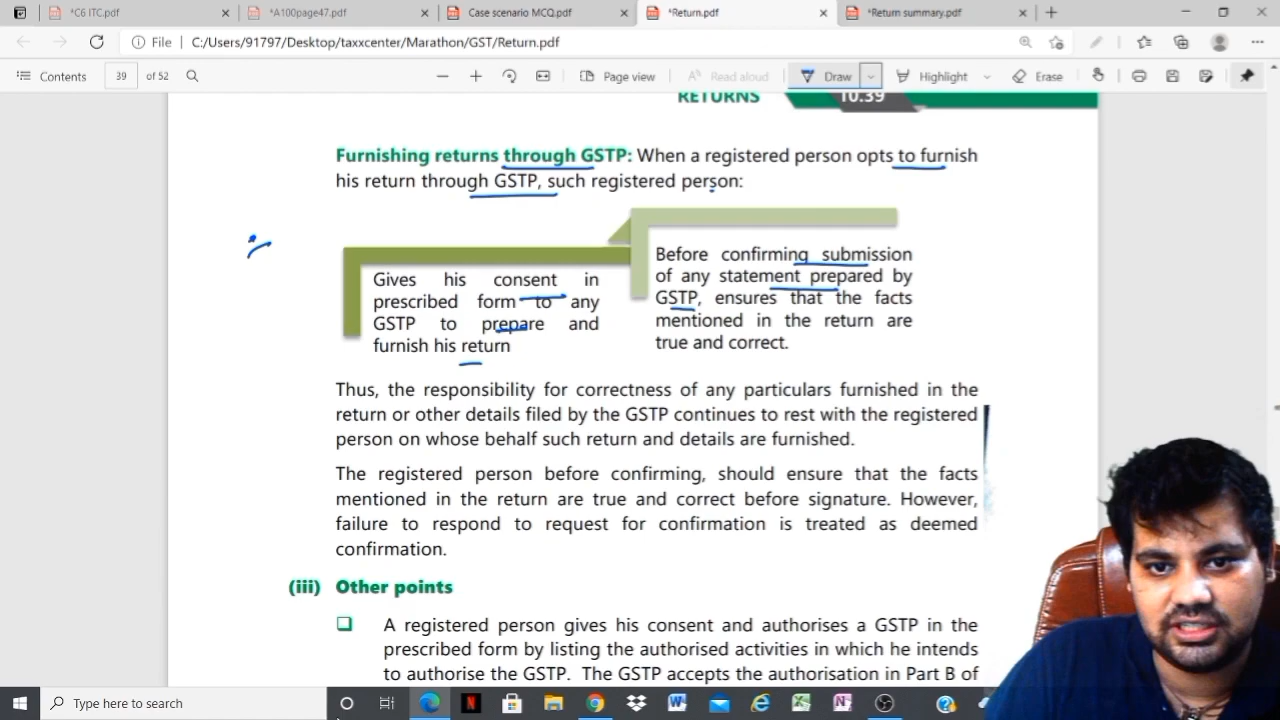 *C6 ITC.pdf
*A100page47.pdf
Case scenario MCQ.pdf
*Return.pdf
*Return summary.pdf
File C:/Users/91797/Desktop/taxxcenter/Marathon/GST/Return.pdf
Contents 39 of 52 Page view Read aloud Draw Highlight Erase
RETURNS 10.39
Furnishing returns through GSTP: When a registered person opts to furnish
his return through GSTP, such registered person:
Gives his consent in
prescribed form to any
GSTP to prepare and
furnish his return
Before confirming submission
of any statement prepared by
GSTP, ensures that the facts
mentioned in the return are
true and correct.
Thus, the responsibility for correctness of any particulars furnished in the
return or other details filed by the GSTP continues to rest with the registered
person on whose behalf such return and details are furnished.
The registered person before confirming, should ensure that the facts
mentioned in the return are true and correct before signature. However,
failure to respond to request for confirmation is treated as deemed
confirmation.
(iii) Other points
A registered person gives his consent and authorises a GSTP in the
prescribed form by listing the authorised activities in which he intends
to authorise the GSTP. The GSTP accepts the authorisation in Part B of
Type here to search